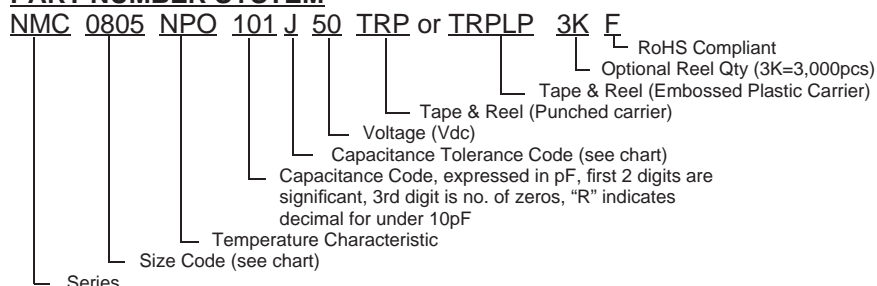 PART NUMBER SYSTEM
NMC 0805 NPO 101 J 50 TRP or TRPLP 3K F
RoHS Compliant
Optional Reel Qty (3K=3,000pcs)
Tape & Reel (Embossed Plastic Carrier)
Tape & Reel (Punched carrier)
Voltage (Vdc)
Capacitance Tolerance Code (see chart)
Capacitance Code, expressed in pF, first 2 digits are
significant, 3rd digit is no. of zeros, “R” indicates
decimal for under 10pF
Temperature Characteristic
Size Code (see chart)
Series